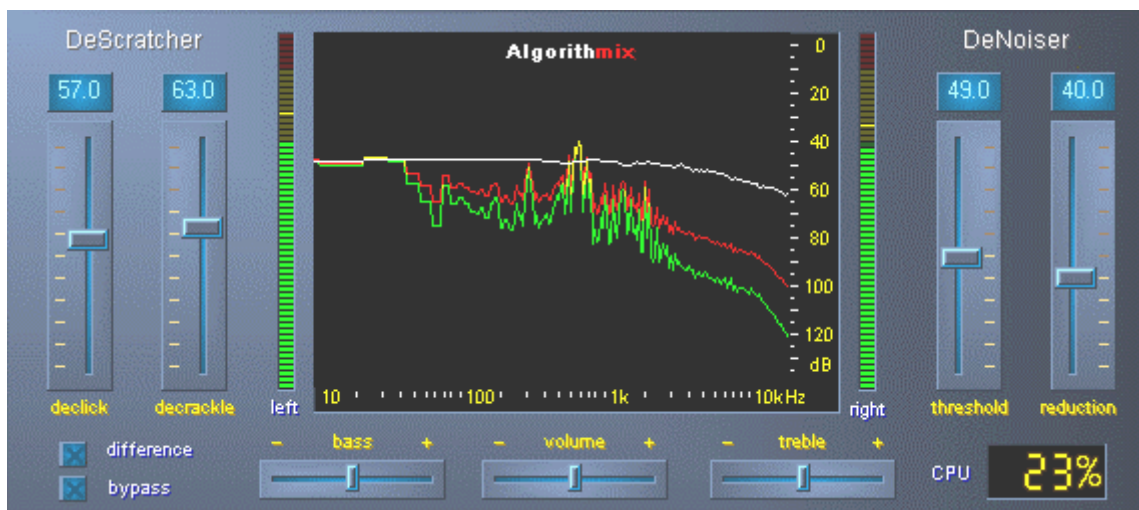 DeScratcher
57.0 63.0
declick decrackle
left
Algorithmix
0
20
40
60
80
100
120
dB
10 100 1k 10kHz
right
DeNoiser
49.0 40.0
threshold reduction
difference
bypass
- bass +
- volume +
- treble +
CPU 23%